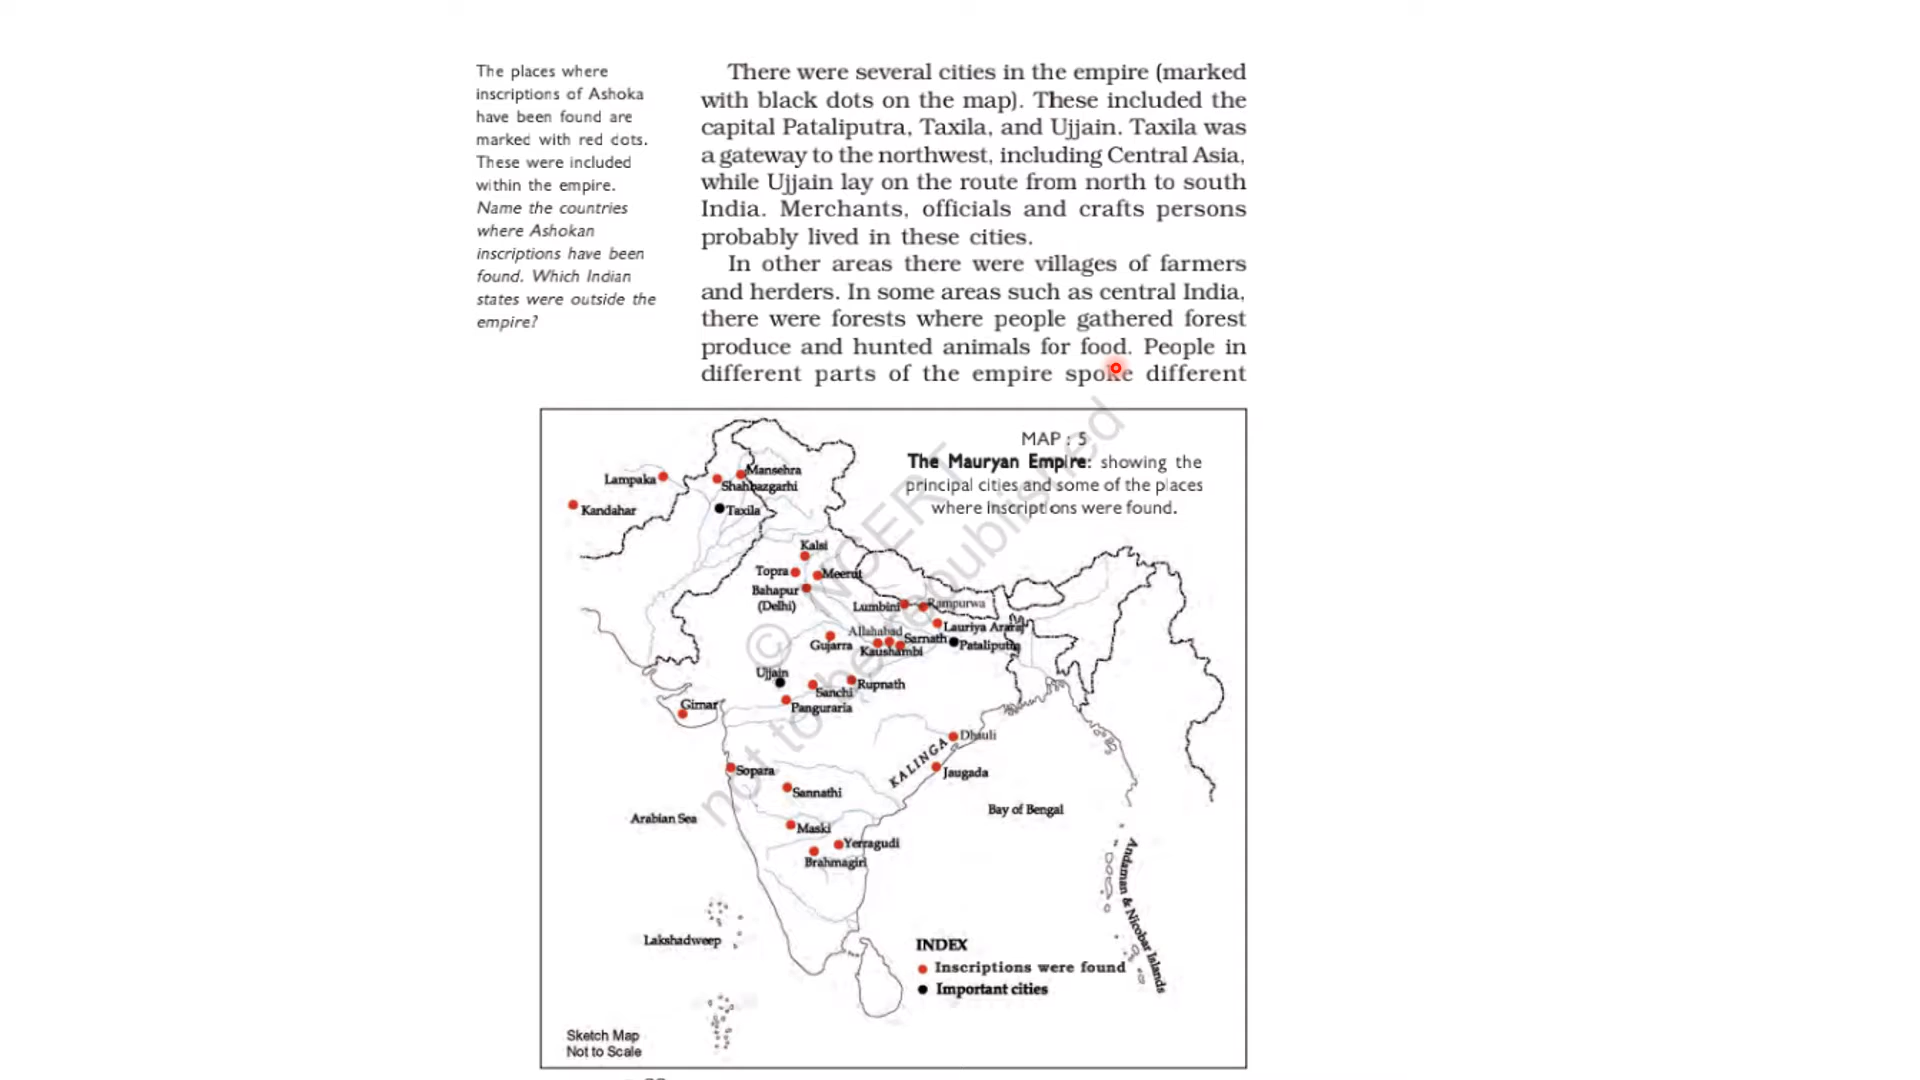 The places where
inscriptions of Ashoka
have been found are
marked with red dots.
These were included
within the empire.
Name the countries
where Ashokan
inscriptions have been
found. Which Indian
states were outside the
empire?
There were several cities in the empire (marked
with black dots on the map). These included the
capital Pataliputra, Taxila, and Ujjain. Taxila was
a gateway to the northwest, including Central Asia,
while Ujjain lay on the route from north to south
India. Merchants, officials and crafts persons
probably lived in these cities.
In other areas there were villages of farmers
and herders. In some areas such as central India,
there were forests where people gathered forest
produce and hunted animals for food. People in
different parts of the empire spoke different
MAP : 5
The Mauryan Empire: showing the
principal cities and some of the places
where inscriptions were found.
Lampaka
Mansehra
Shahbazgarhi
Kandahar
Taxila
Kalsi
Topra
Meerut
Bahapur
(Delhi)
Lumbini
Rampurwa
Lauriya Araraj
Allahabad
Sarnath
Pataliputra
Gujarra
Kaushambi
Ujjain
Sanchi
Rupnath
Panguraria
Girnar
KALINGA
Dhauli
Jaugada
Sopara
Sannathi
Arabian Sea
Bay of Bengal
Maski
Yerragudi
Brahmagiri
Andaman & Nicobar Islands
Lakshadweep
INDEX
Inscriptions were found
Important cities
Sketch Map
Not to Scale
© NCERT
not to be republished